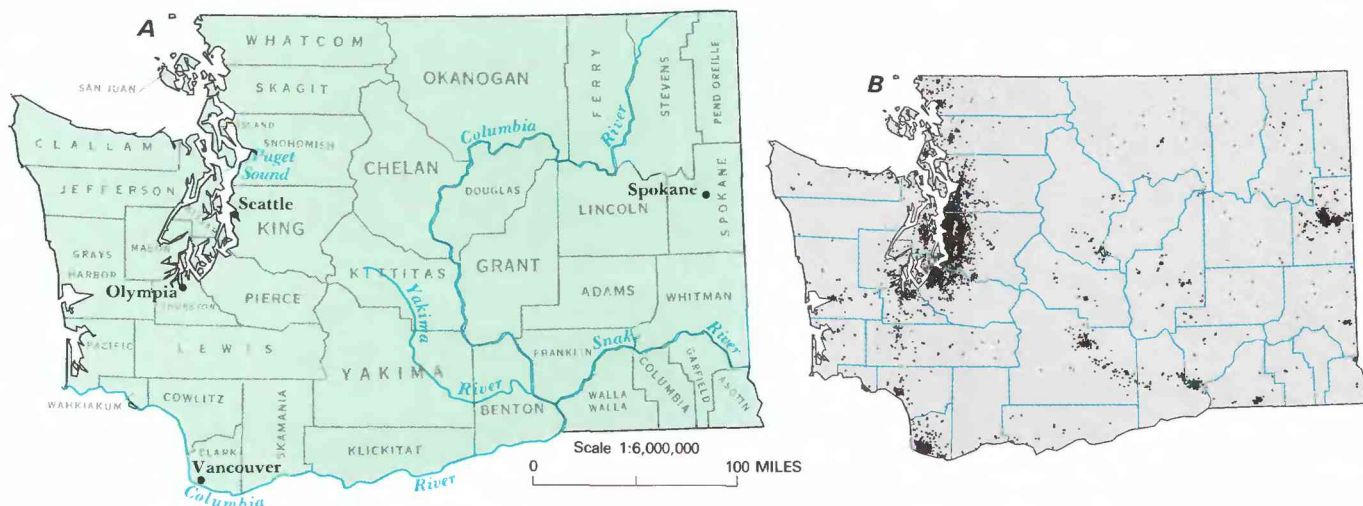 A
WHATCOM
SAN JUAN
SKAGIT
OKANOGAN
FERRY
STEVENS
PEND OREILLE
ISLAND
SNOHOMISH
CLALLAM
Puget
Sound
CHELAN
Columbia
River
JEFFERSON
DOUGLAS
Spokane
SPOKANE
Seattle
KING
LINCOLN
MASON
GRAYS
HARBOR
KITTITAS
GRANT
Olympia
PIERCE
THURSTON
Yakima
ADAMS
WHITMAN
PACIFIC
LEWIS
YAKIMA
FRANKLIN
Snake
River
COLUMBIA
GARFIELD
ASOTIN
WAHKIAKUM
COWLITZ
SKAMANIA
River
BENTON
WALLA
WALLA
CLARK
KLICKITAT
Vancouver
Columbia
River
Scale 1:6,000,000
0 100 MILES
B